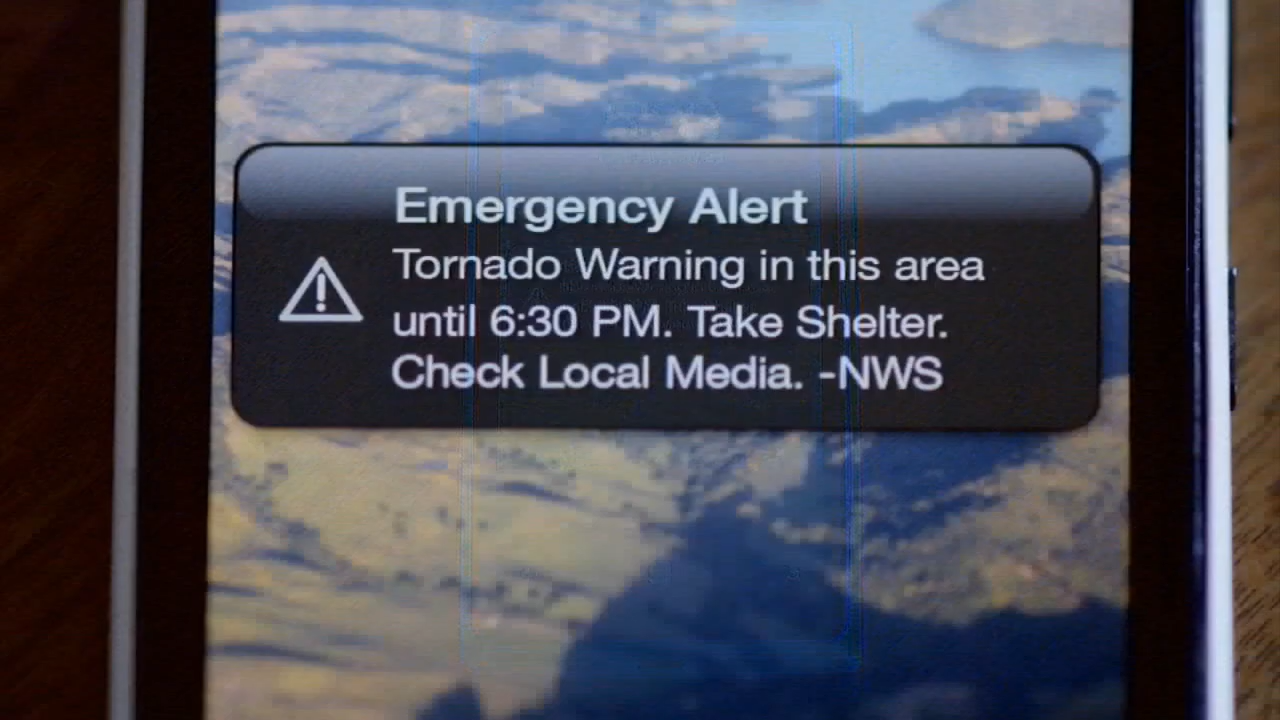 Emergency Alert
Tornado Warning in this area
until 6:30 PM. Take Shelter.
Check Local Media. -NWS